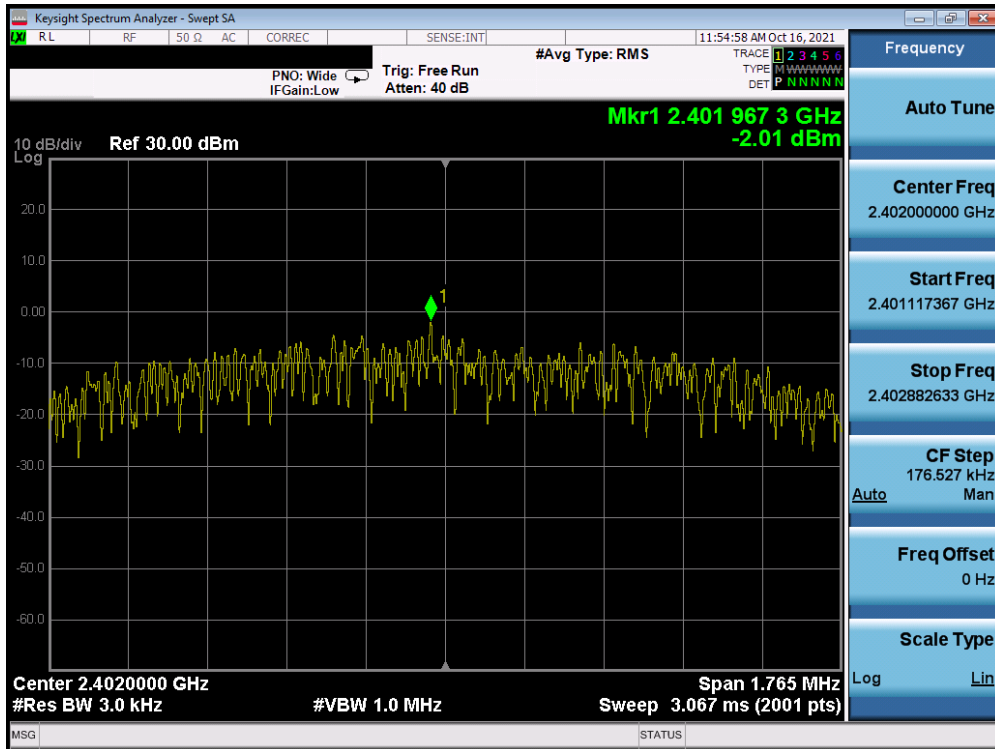 Keysight Spectrum Analyzer - Swept SA
LXI RL RF 50 Ω AC CORREC SENSE:INT 11:54:58 AM Oct 16, 2021
#Avg Type: RMS
TRACE 1 2 3 4 5 6
PNO: Wide Trig: Free Run
TYPE M W W W W W
IFGain:Low Atten: 40 dB
DET P N N N N N
Mkr1 2.401 967 3 GHz
-2.01 dBm
10 dB/div Ref 30.00 dBm
Log
1
20.0
10.0
0.00
-10.0
-20.0
-30.0
-40.0
-50.0
-60.0
Center 2.4020000 GHz Span 1.765 MHz
#Res BW 3.0 kHz #VBW 1.0 MHz Sweep 3.067 ms (2001 pts)
MSG STATUS
Frequency
Auto Tune
Center Freq
2.402000000 GHz
Start Freq
2.401117367 GHz
Stop Freq
2.402882633 GHz
CF Step
176.527 kHz
Auto Man
Freq Offset
0 Hz
Scale Type
Log Lin